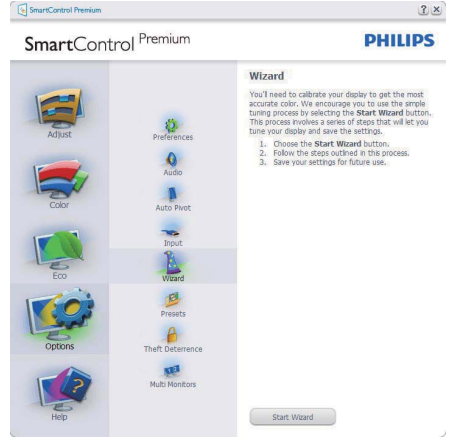 SmartControl Premium
SmartControl Premium
PHILIPS
Adjust
Color
Eco
Options
Help
Preferences
Audio
Auto Pivot
Input
Wizard
Presets
Theft Deterrence
Multi Monitors
Wizard
You'll need to calibrate your display to get the most
accurate color. We encourage you to use the simple
tuning process by selecting the Start Wizard button.
This process involves a series of steps that will let you
tune your display and save the settings.
1. Choose the Start Wizard button.
2. Follow the steps outlined in this process.
3. Save your settings for future use.
Start Wizard